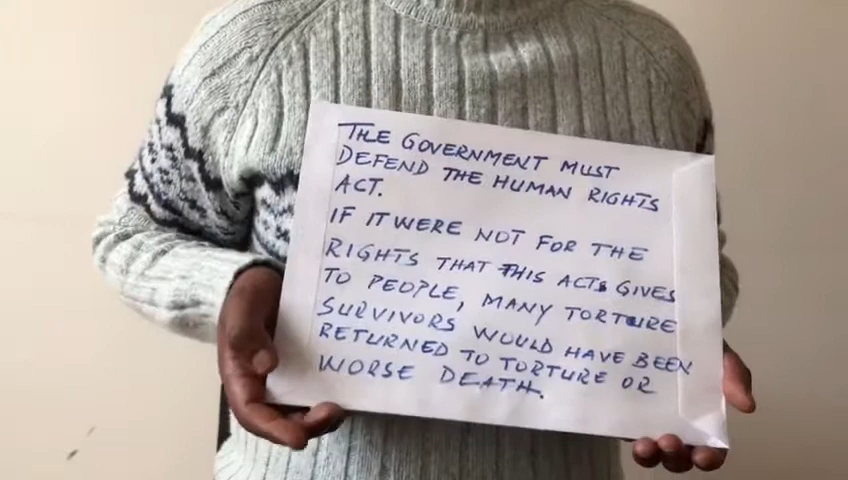 THE GOVERNMENT MUST
DEFEND THE HUMAN RIGHTS
ACT.
IF IT WERE NOT FOR THE
RIGHTS THAT THIS ACTS GIVES
TO PEOPLE, MANY TORTURE
SURVIVORS WOULD HAVE BEEN
RETURNED TO TORTURE OR
WORSE DEATH.